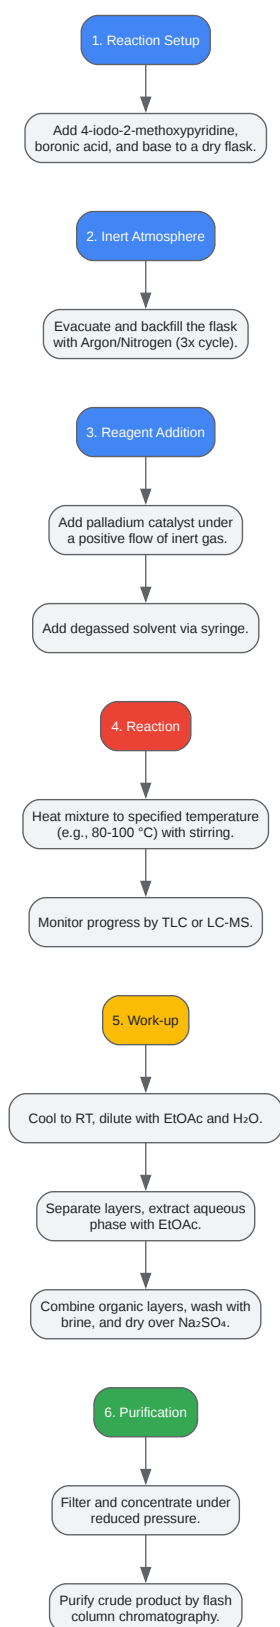 1. Reaction Setup
Add 4-iodo-2-methoxypyridine,
boronic acid, and base to a dry flask.
2. Inert Atmosphere
Evacuate and backfill the flask
with Argon/Nitrogen (3x cycle).
3. Reagent Addition
Add palladium catalyst under
a positive flow of inert gas.
Add degassed solvent via syringe.
4. Reaction
Heat mixture to specified temperature
(e.g., 80-100 °C) with stirring.
Monitor progress by TLC or LC-MS.
5. Work-up
Cool to RT, dilute with EtOAc and H₂O.
Separate layers, extract aqueous
phase with EtOAc.
Combine organic layers, wash with
brine, and dry over Na₂SO₄.
6. Purification
Filter and concentrate under
reduced pressure.
Purify crude product by flash
column chromatography.